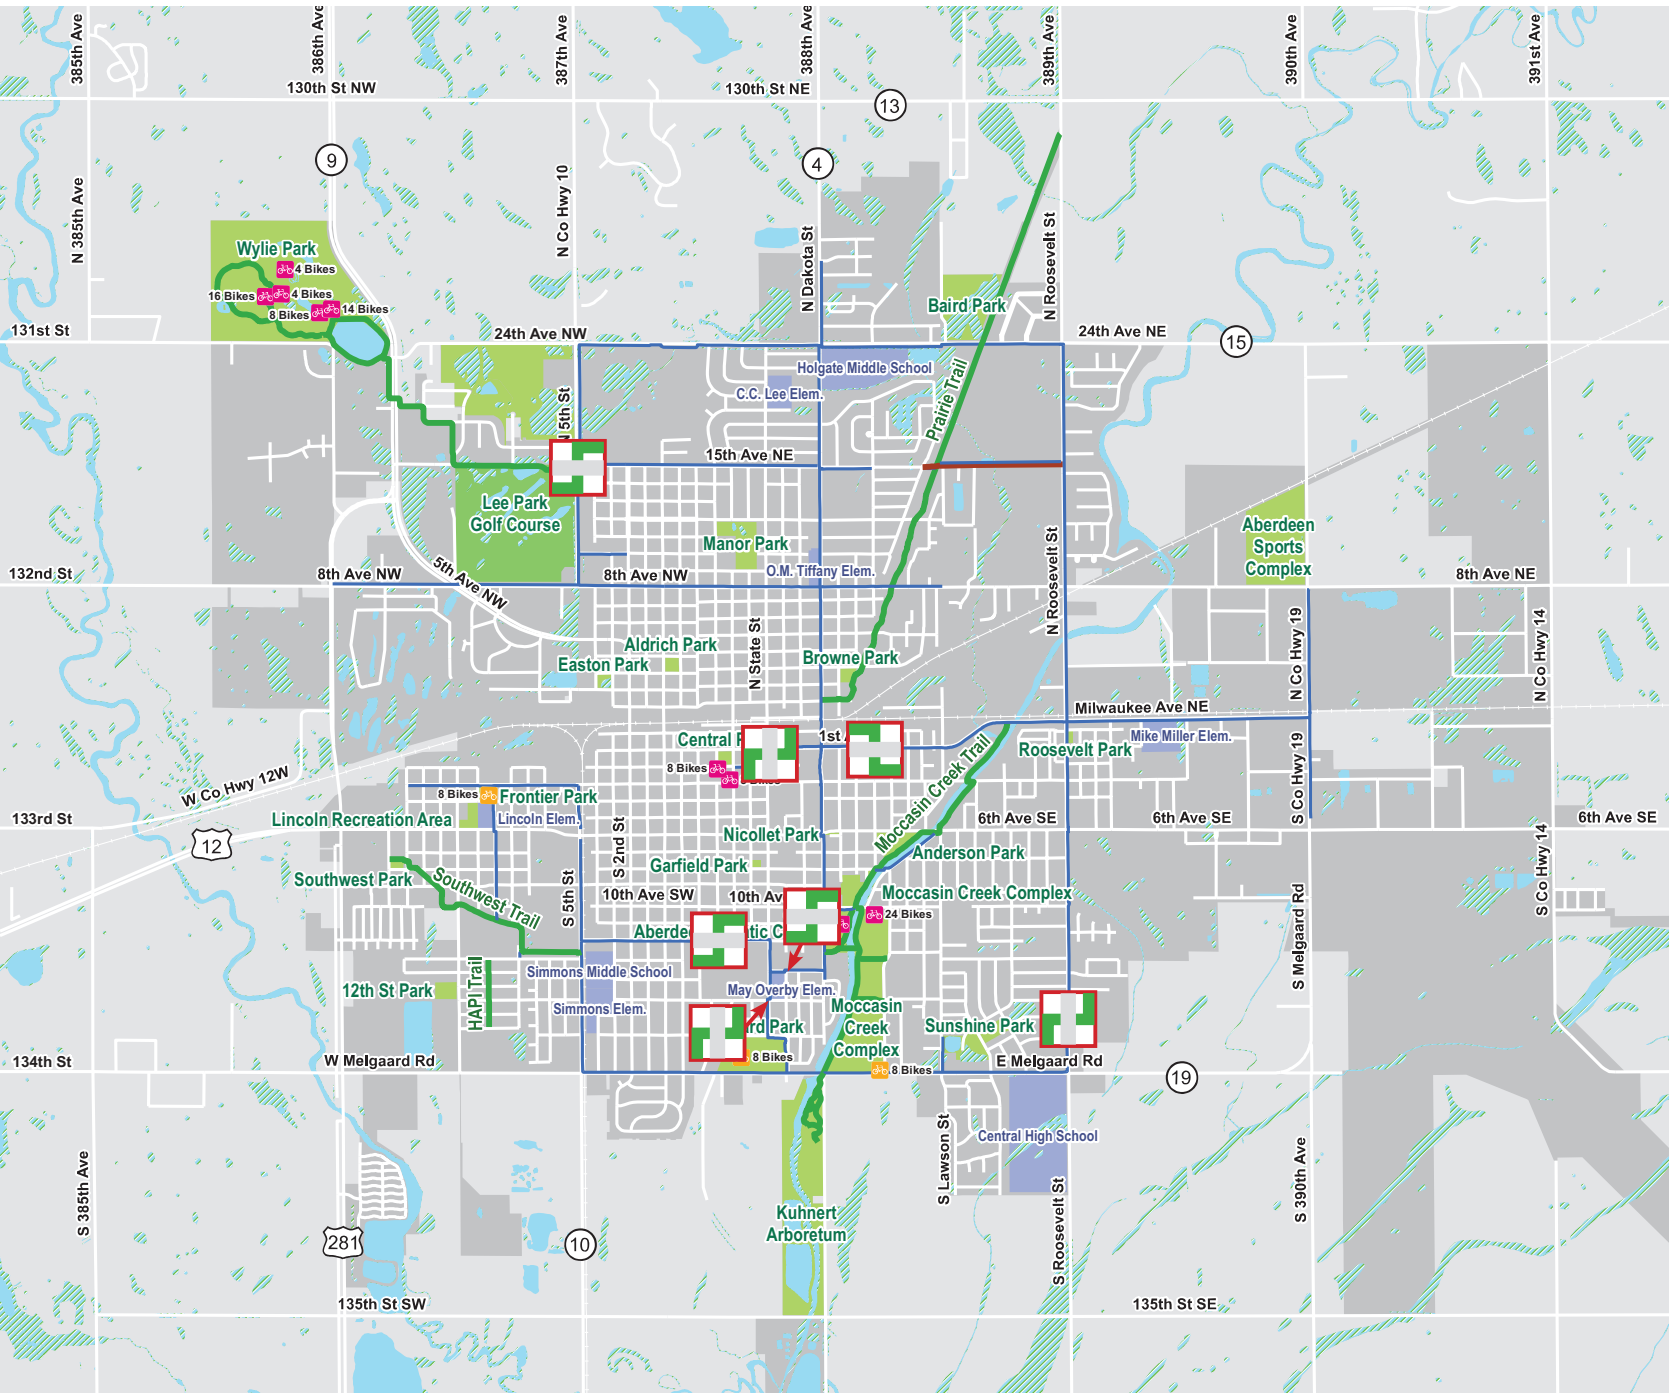 385th Ave
386th Ave
387th Ave
388th Ave
389th Ave
390th Ave
391st Ave
130th St NW
130th St NE
13
9
4
N 385th Ave
N Co Hwy 10
N Dakota St
N Roosevelt St
Wylie Park
4 Bikes
16 Bikes
4 Bikes
8 Bikes
14 Bikes
Baird Park
131st St
24th Ave NW
24th Ave NE
15
Holgate Middle School
C.C. Lee Elem.
N 5th St
Prairie Trail
15th Ave NE
Lee Park
Golf Course
Manor Park
Aberdeen
Sports
Complex
N Roosevelt St
132nd St
8th Ave NW
5th Ave NW
8th Ave NW
O.M. Tiffany Elem.
8th Ave NE
N State St
N Co Hwy 19
N Co Hwy 14
Aldrich Park
Easton Park
Browne Park
Milwaukee Ave NE
Mike Miller Elem.
Central
1st
Roosevelt Park
8 Bikes
Moccasin Creek Trail
S Co Hwy 19
W Co Hwy 12W
8 Bikes
Frontier Park
Lincoln Elem.
Lincoln Recreation Area
133rd St
12
Nicollet Park
6th Ave SE
6th Ave SE
6th Ave SE
S 2nd St
Garfield Park
Anderson Park
Southwest Park
Southwest Trail
S 5th St
10th Ave SW
10th Av
Moccasin Creek Complex
24 Bikes
S Co Hwy 14
S Melgaard Rd
Aberdee
tic C
Simmons Middle School
May Overby Elem.
12th St Park
HAPI Trail
Simmons Elem.
Moccasin
Creek
Complex
rd Park
Sunshine Park
134th St
W Melgaard Rd
8 Bikes
8 Bikes
E Melgaard Rd
19
Central High School
S Lawson St
S 385th Ave
S Roosevelt St
S 390th Ave
Kuhnert
Arboretum
281
10
135th St SW
135th St SE